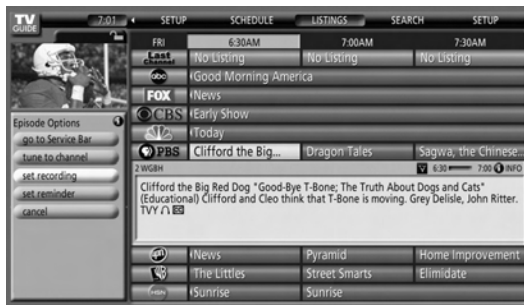 TV GUIDE
7:01
SETUP SCHEDULE LISTINGS SEARCH SETUP
FRI 6:30AM 7:00AM 7:30AM
Last Channel No Listing No Listing No Listing
abc Good Morning America
FOX News
CBS Early Show
Today
PBS Clifford the Big... Dragon Tales Sagwa, the Chinese
2 WGBH 6:30 7:00 INFO
Clifford the Big Red Dog "Good-Bye T-Bone; The Truth About Dogs and Cats"
(Educational) Clifford and Cleo think that T-Bone is moving. Grey Delisle, John Ritter.
TVY
News Pyramid Home Improvement
The Littles Street Smarts Elimidate
Sunrise Sunrise
Episode Options
go to Service Bar
tune to channel
set recording
set reminder
cancel